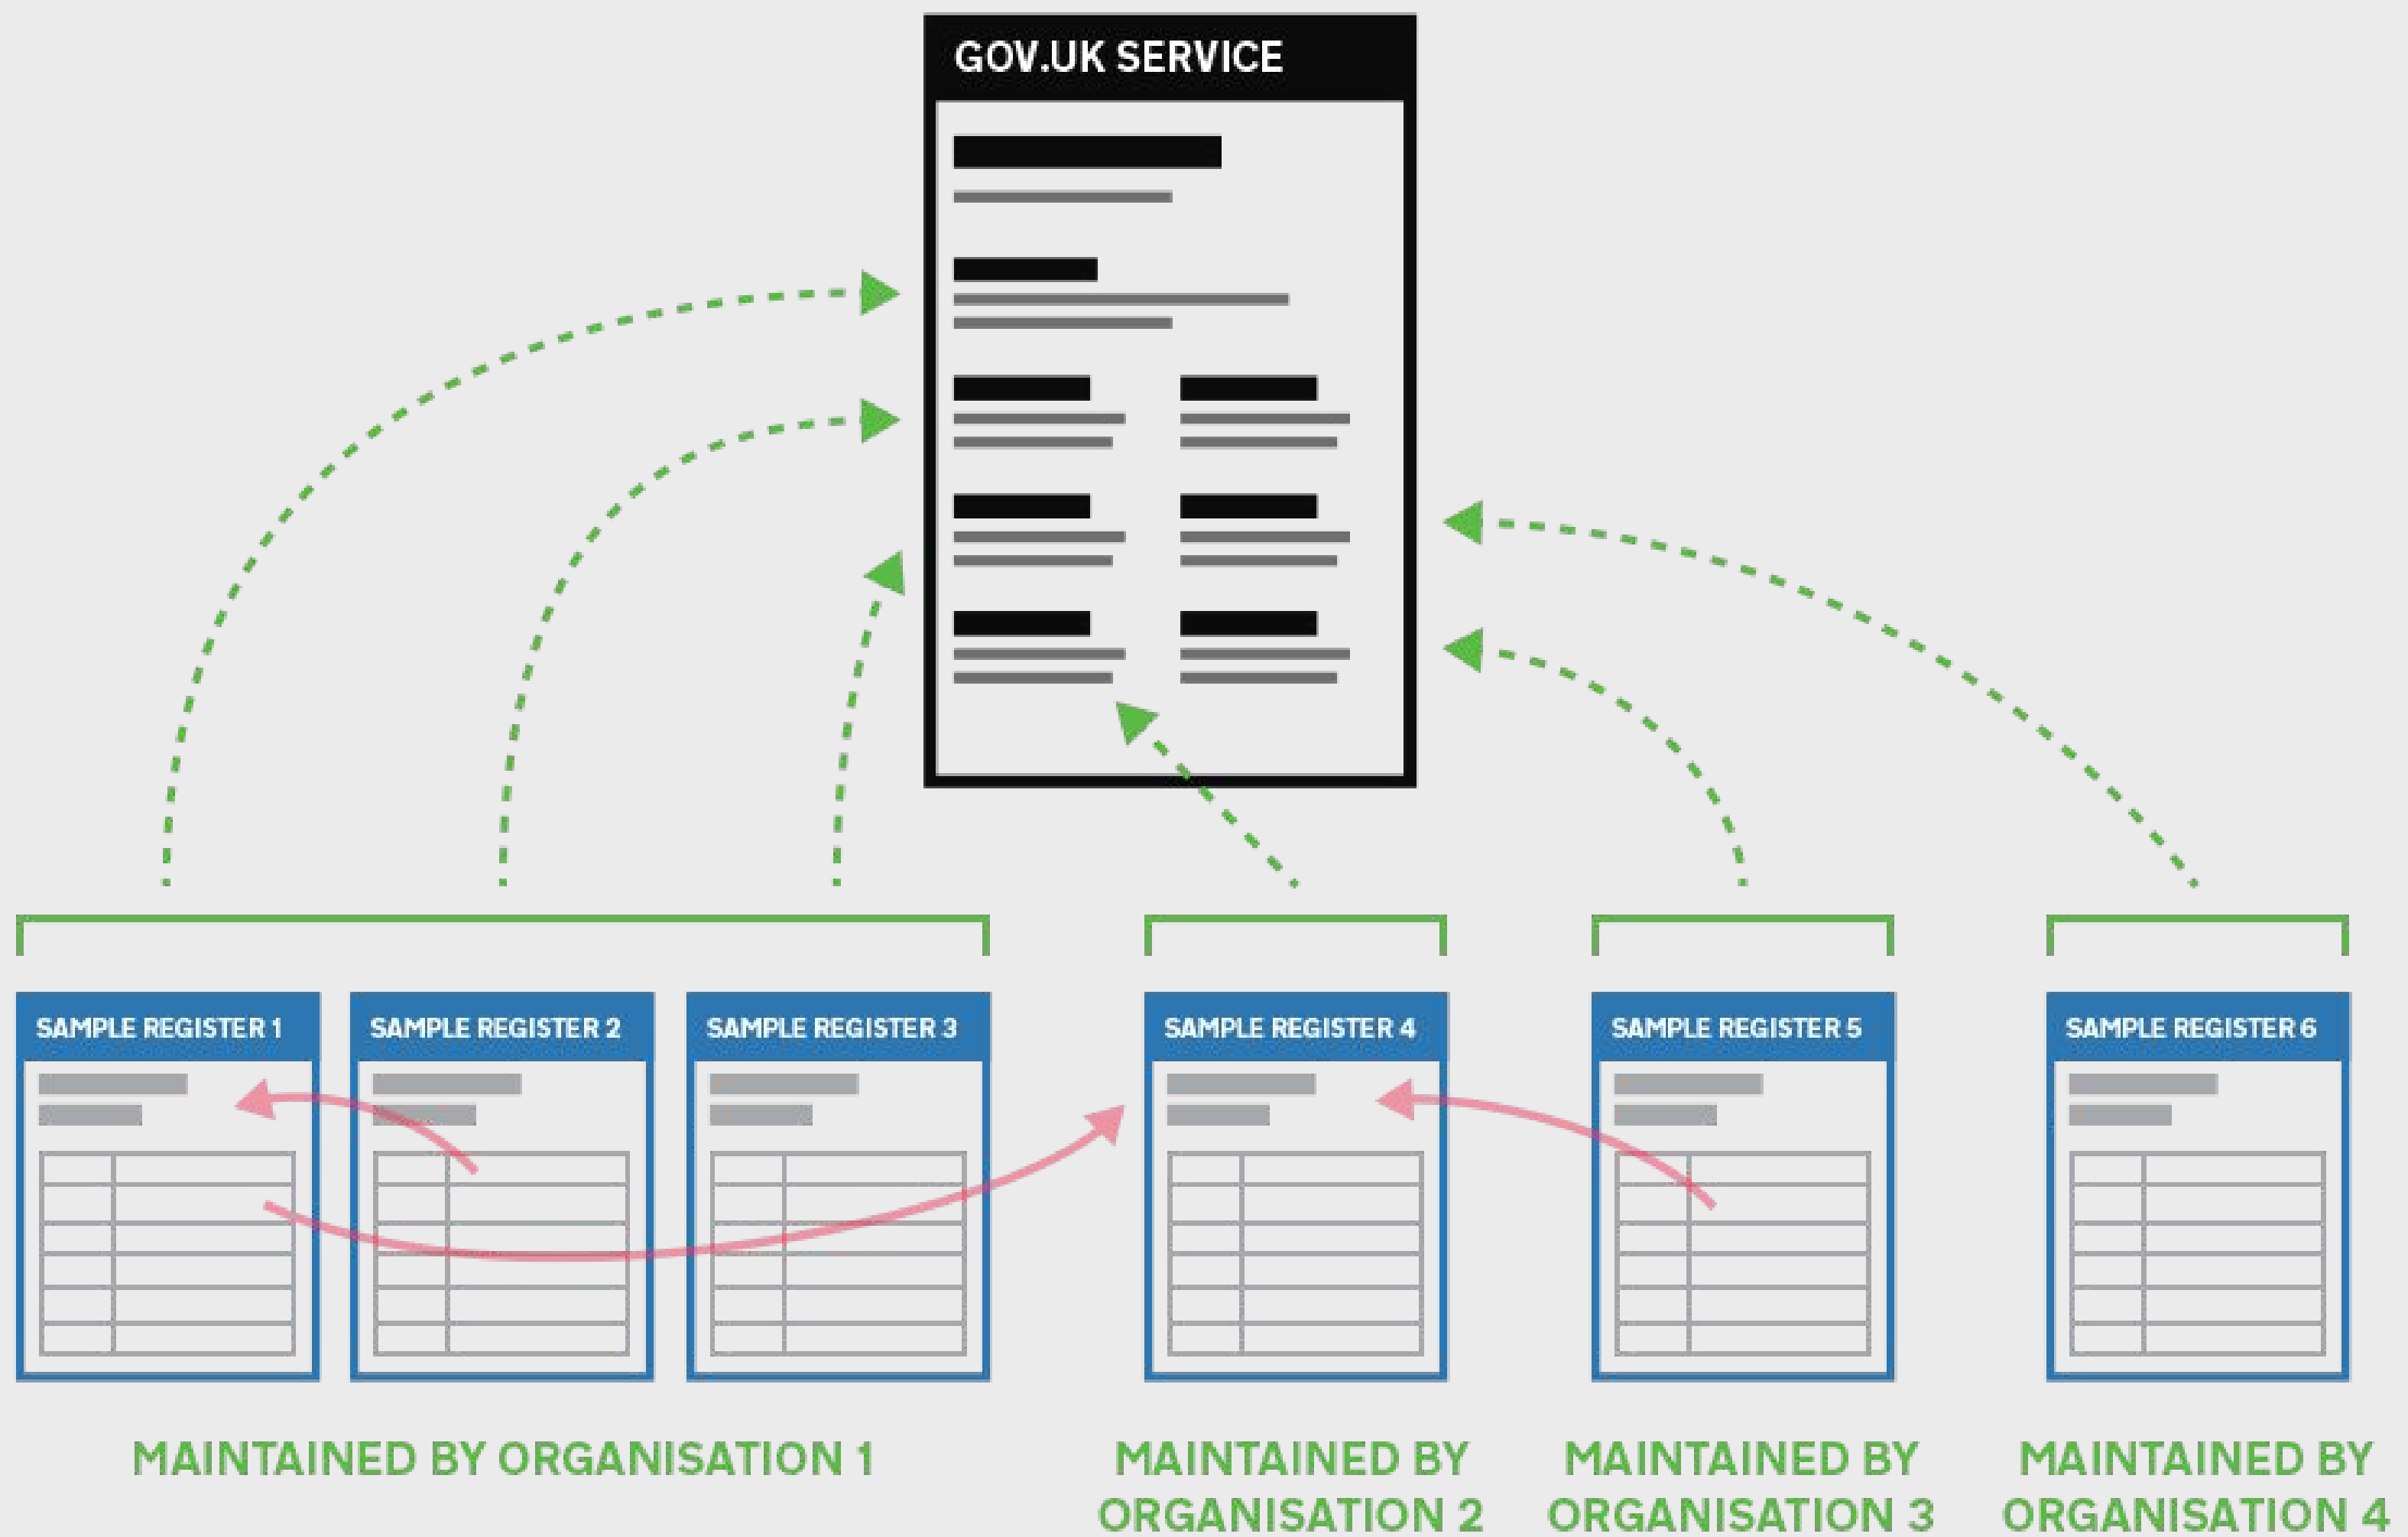 GOV.UK SERVICE
SAMPLE REGISTER 1
SAMPLE REGISTER 2
SAMPLE REGISTER 3
SAMPLE REGISTER 4
SAMPLE REGISTER 5
SAMPLE REGISTER 6
MAINTAINED BY ORGANISATION 1
MAINTAINED BY
ORGANISATION 2
MAINTAINED BY
ORGANISATION 3
MAINTAINED BY
ORGANISATION 4